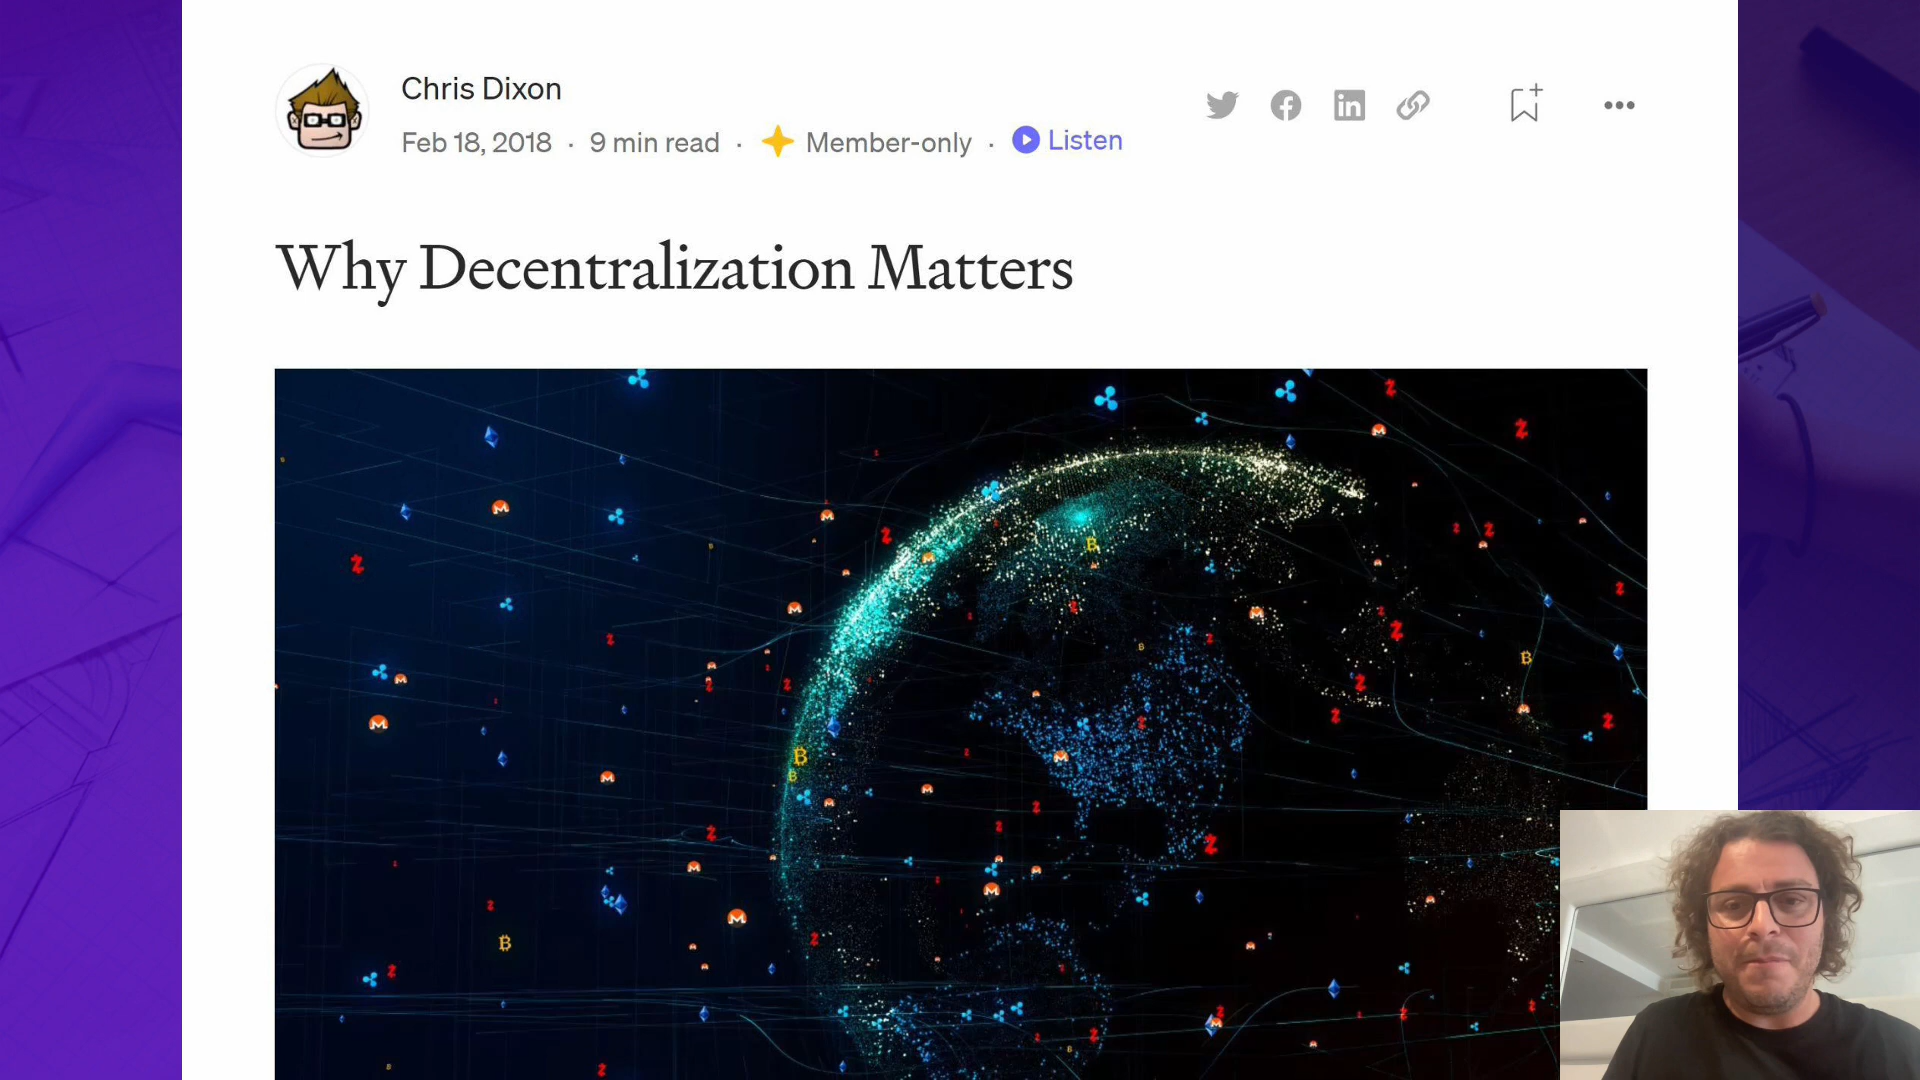 Chris Dixon
Feb 18, 2018 · 9 min read · Member-only · Listen
Why Decentralization Matters